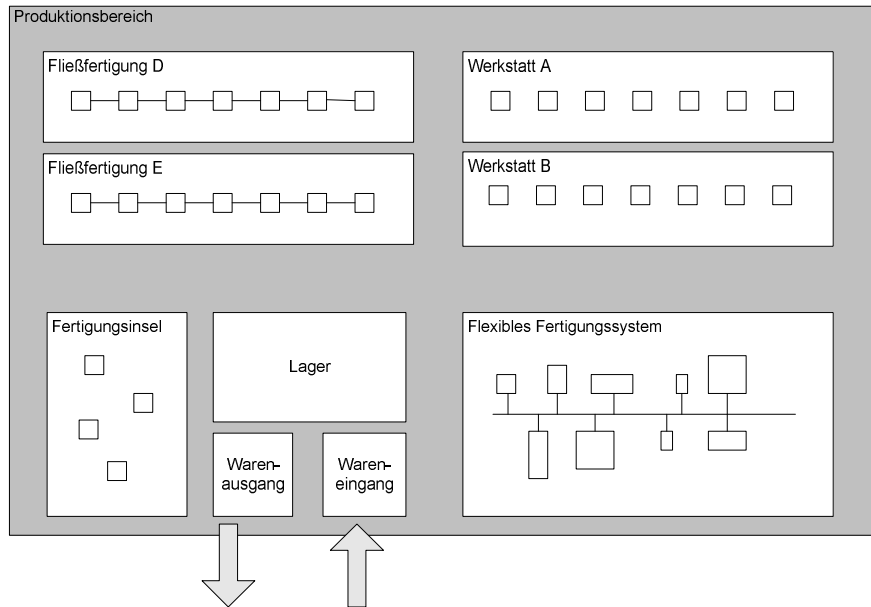 Produktionsbereich
Fließfertigung D
Werkstatt A
Fließfertigung E
Werkstatt B
Fertigungsinsel
Lager
Flexibles Fertigungssystem
Waren-
ausgang
Waren-
eingang